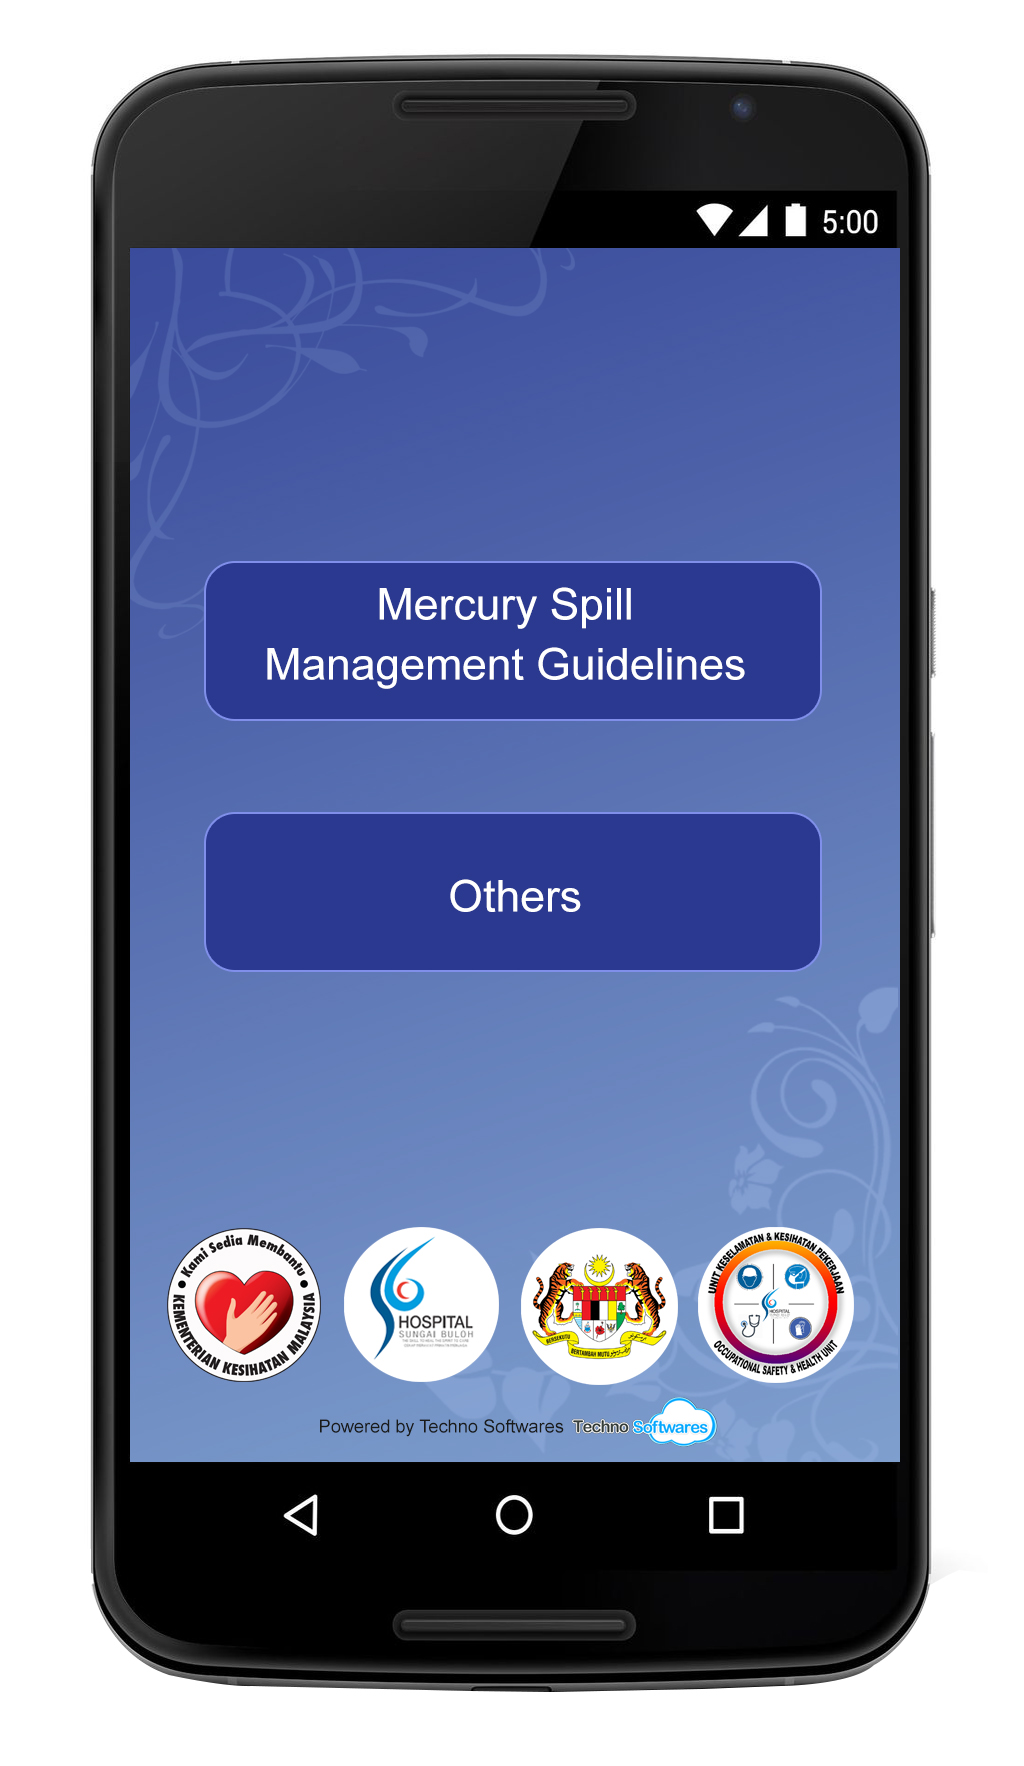 5:00
Mercury Spill
Management Guidelines
Others
Kami Sedia Membantu
KEMENTERIAN KESIHATAN MALAYSIA
HOSPITAL
SUNGAI BULOH
BERSEKUTU
BERTAMBAH MUTU
UNIT KESELAMATAN & KESIHATAN PEKERJAAN
HOSPITAL
OCCUPATIONAL SAFETY & HEALTH UNIT
Powered by Techno Softwares Techno Softwares